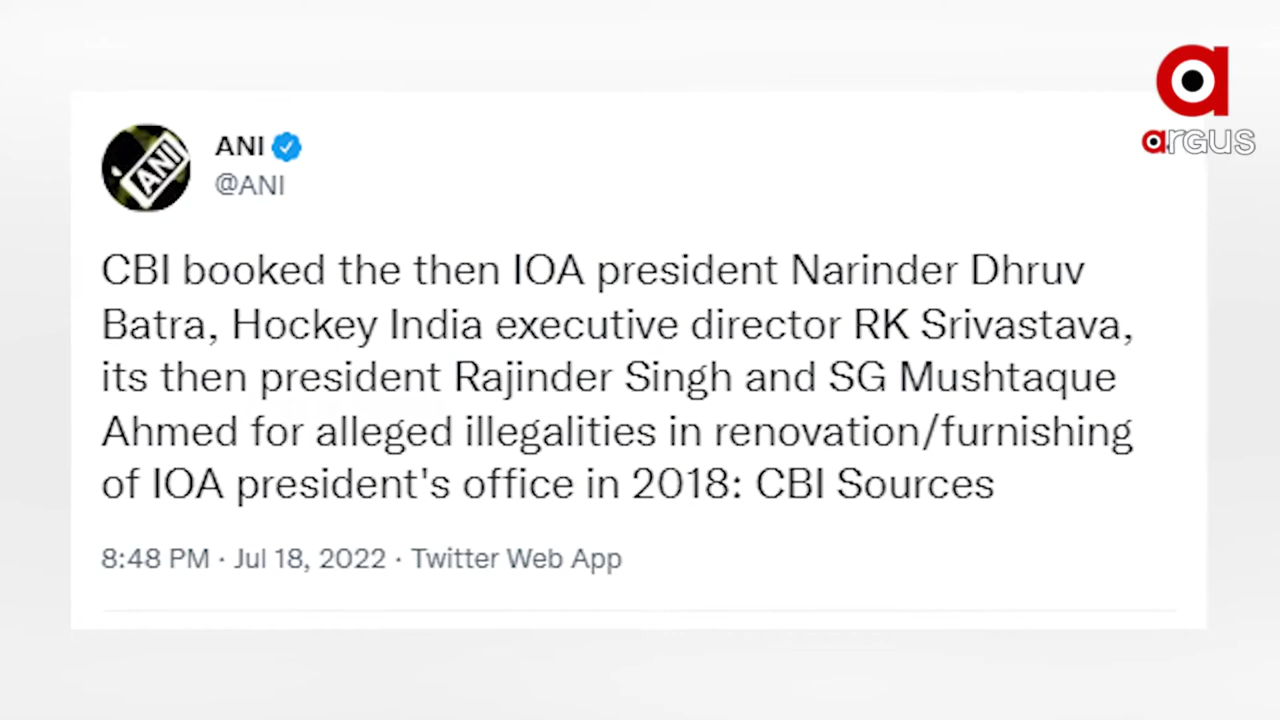 argus
ANI
ANI
@ANI
CBI booked the then IOA president Narinder Dhruv
Batra, Hockey India executive director RK Srivastava,
its then president Rajinder Singh and SG Mushtaque
Ahmed for alleged illegalities in renovation/furnishing
of IOA president's office in 2018: CBI Sources
8:48 PM · Jul 18, 2022 · Twitter Web App